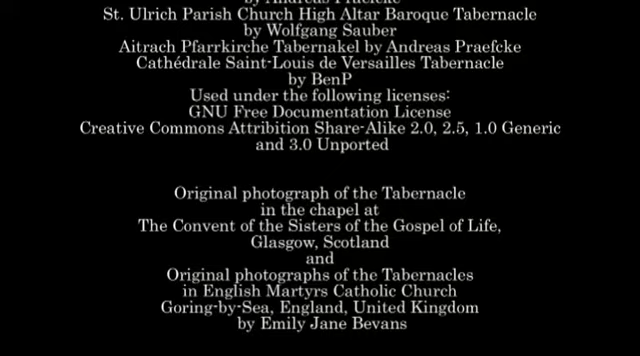 by Andreas Praefcke
St. Ulrich Parish Church High Altar Baroque Tabernacle
by Wolfgang Sauber
Aitrach Pfarrkirche Tabernakel by Andreas Praefcke
Cathédrale Saint-Louis de Versailles Tabernacle
by BenP
Used under the following licenses:
GNU Free Documentation License
Creative Commons Attribition Share-Alike 2.0, 2.5, 1.0 Generic
and 3.0 Unported
Original photograph of the Tabernacle
in the chapel at
The Convent of the Sisters of the Gospel of Life,
Glasgow, Scotland
and
Original photographs of the Tabernacles
in English Martyrs Catholic Church
Goring-by-Sea, England, United Kingdom
by Emily Jane Bevans